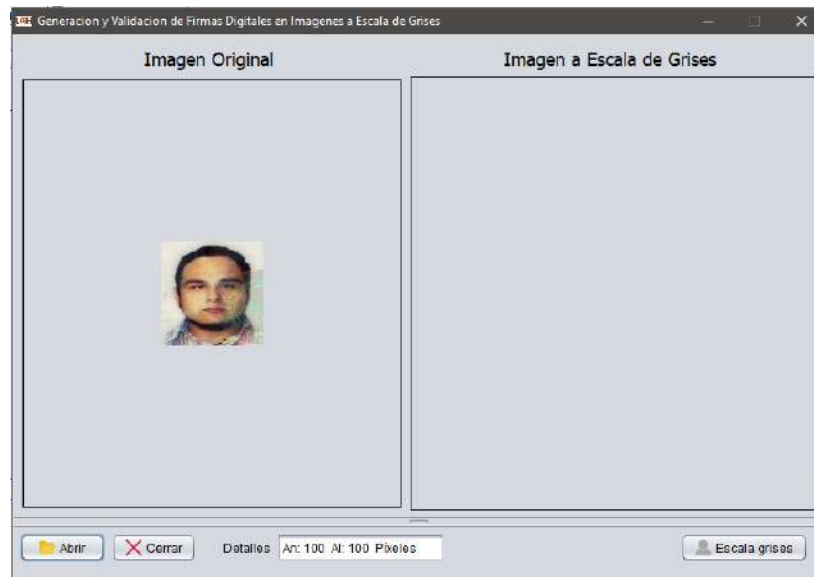 Generacion y Validacion de Firmas Digitales en Imagenes a Escala de Grises
Imagen Original
Imagen a Escala de Grises
Abrir
Cerrar
Detalles
An: 100 Al: 100 Píxeles
Escala grises